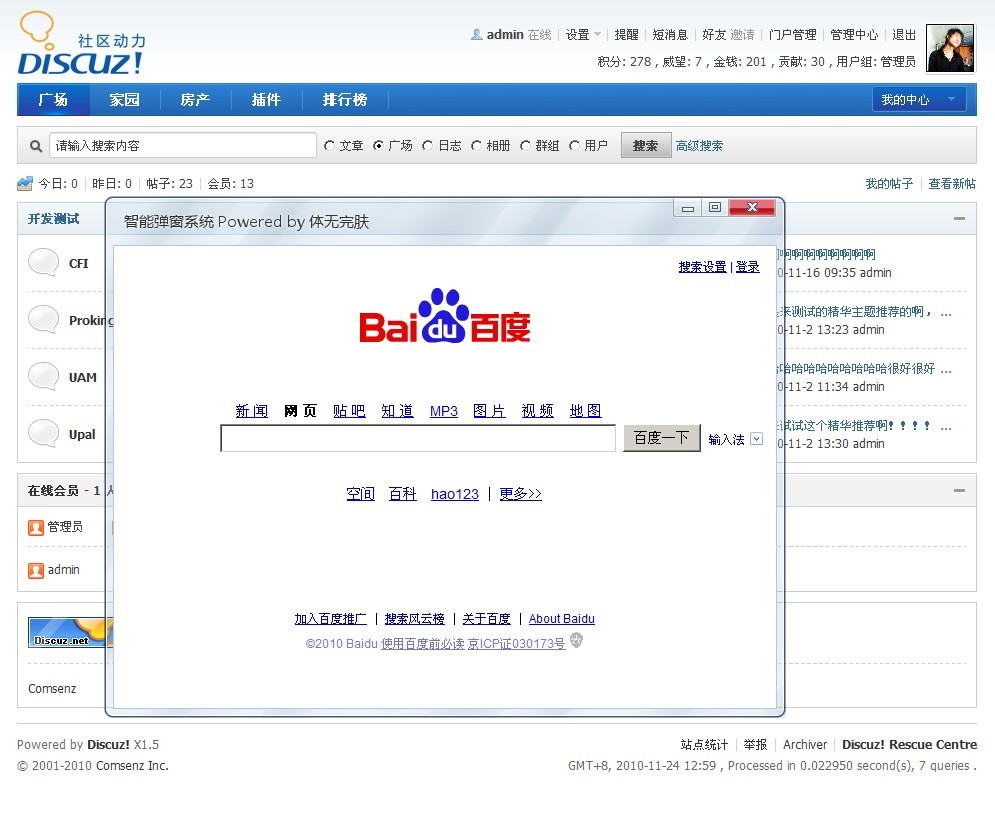 社区动力
DISCUZ!
admin 在线 设置 提醒 短消息 好友 邀请 门户管理 管理中心 退出
积分: 278 , 威望: 7 , 金钱: 201 , 贡献: 30 , 用户组: 管理员
广场 家园 房产 插件 排行榜 我的中心
请输入搜索内容 文章 广场 日志 相册 群组 用户 搜索 高级搜索
今日: 0 昨日: 0 帖子: 23 会员: 13 我的帖子 查看新帖
开发测试
智能弹窗系统 Powered by 体无完肤
CFI
啊啊啊啊啊啊啊啊
0-11-16 09:35 admin
搜索设置 | 登录
Baidu百度
Proking
来测试的精华主题推荐的啊， ...
0-11-2 13:23 admin
UAM
哈哈哈哈哈哈哈哈哈很好很好 ...
0-11-2 11:34 admin
新闻 网页 贴吧 知道 MP3 图片 视频 地图
百度一下 输入法
Upal
试试这个精华推荐啊！！！！ ...
0-11-2 13:30 admin
在线会员 - 1
空间 百科 hao123 | 更多>>
管理员
admin
加入百度推广 | 搜索风云榜 | 关于百度 | About Baidu
©2010 Baidu 使用百度前必读 京ICP证030173号
Discuz.net
Comsenz
Powered by Discuz! X1.5
© 2001-2010 Comsenz Inc.
站点统计 | 举报 | Archiver | Discuz! Rescue Centre
GMT+8, 2010-11-24 12:59 , Processed in 0.022950 second(s), 7 queries .